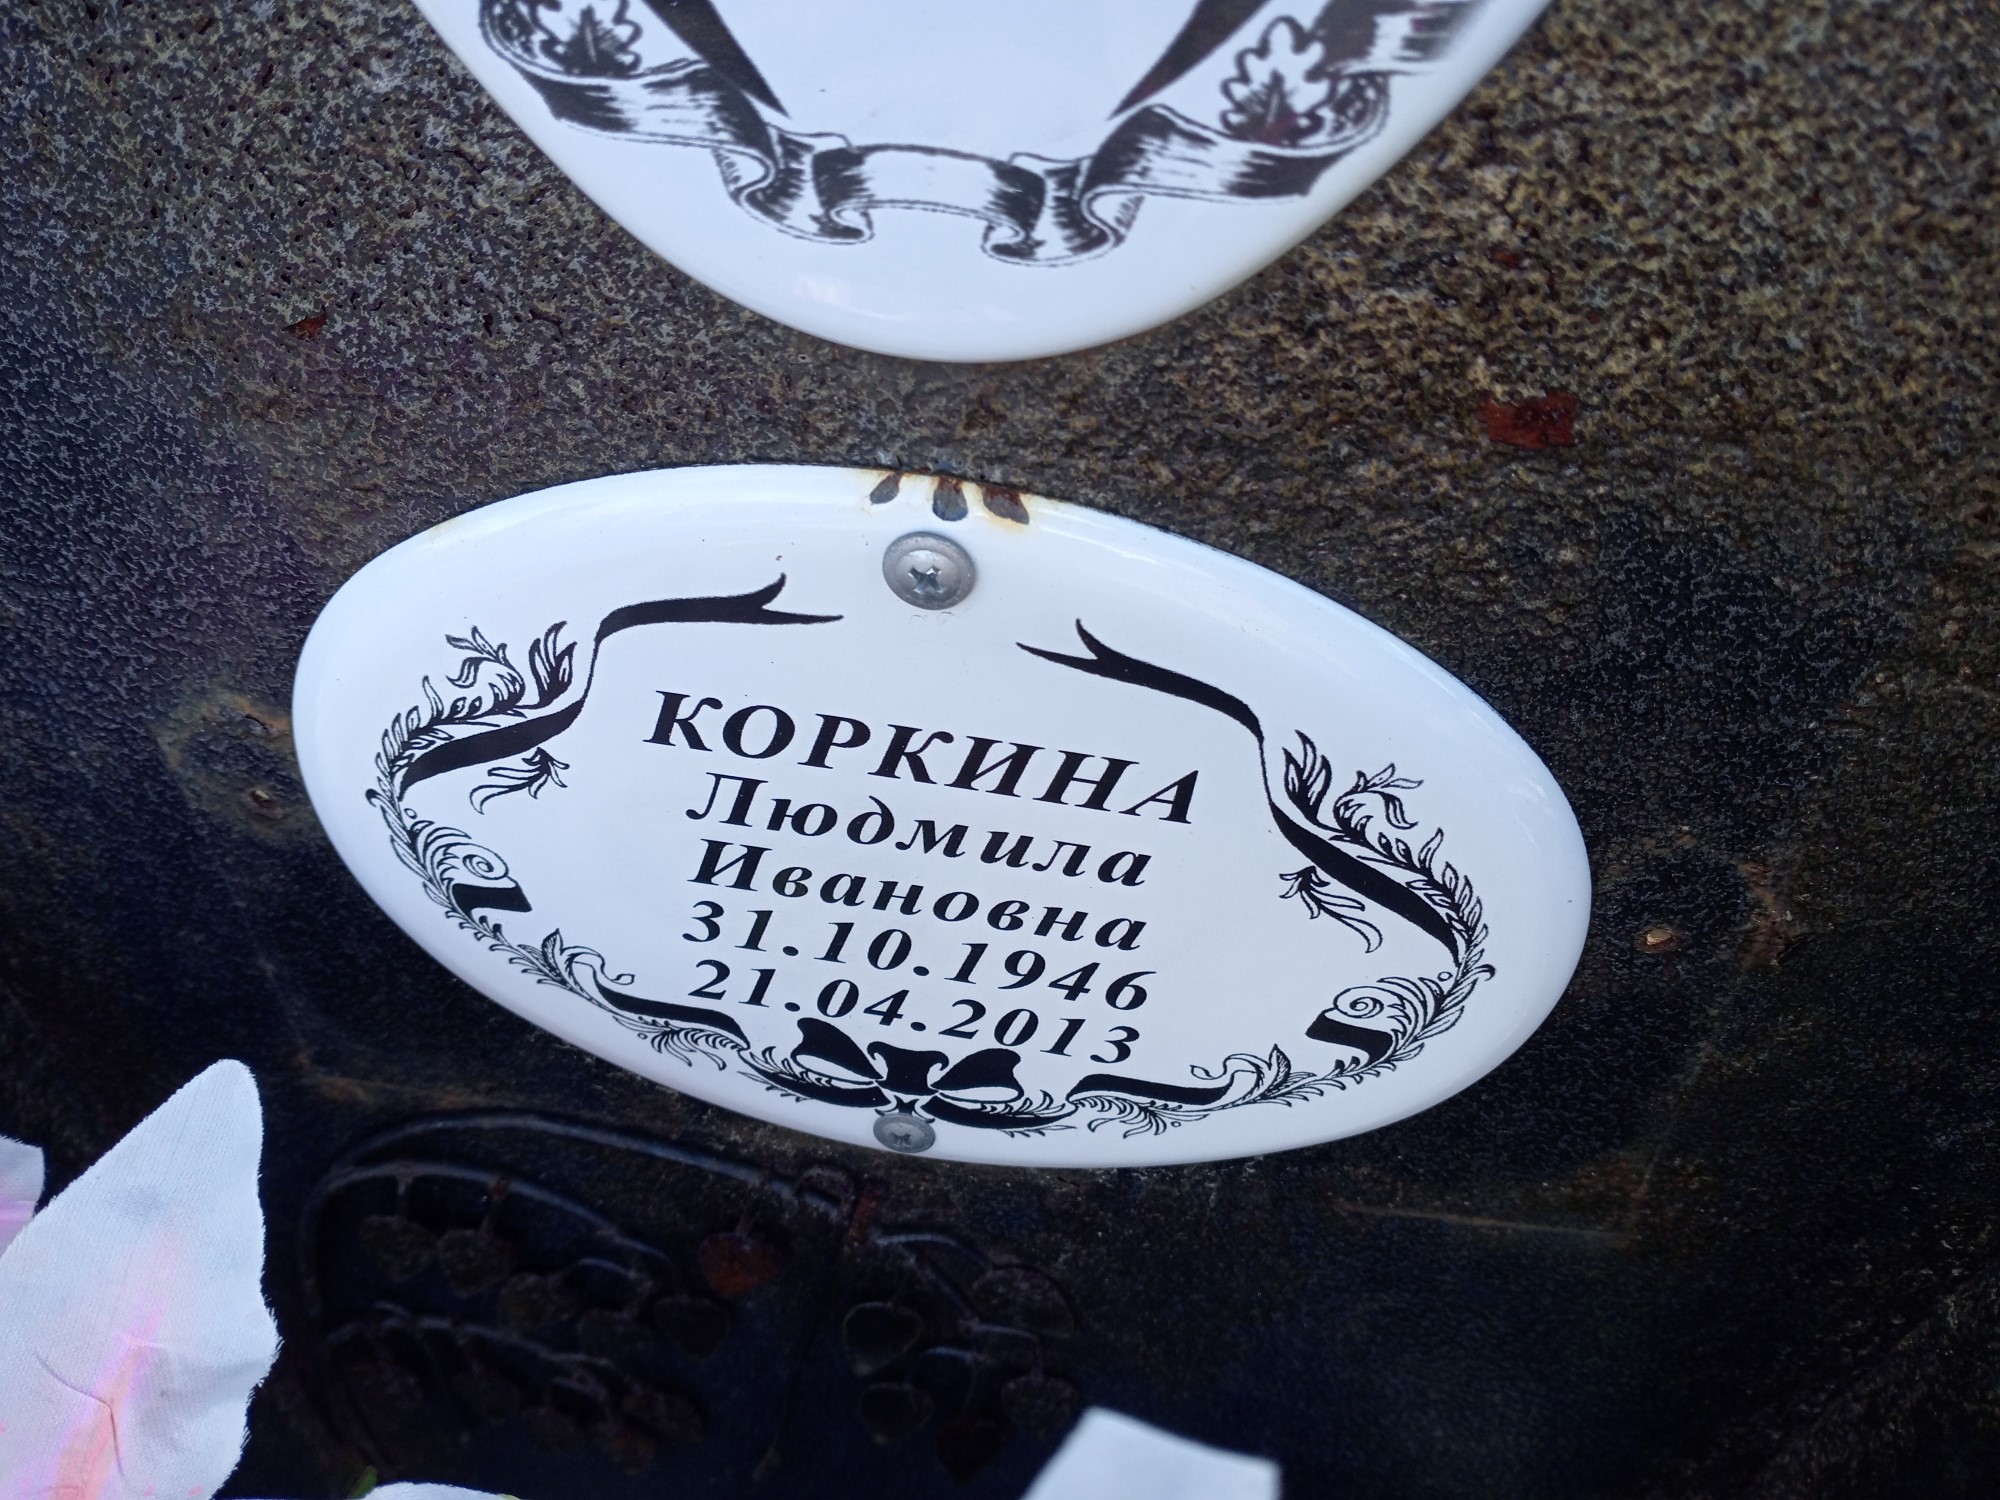 КОРКИНА
Людмила
Ивановна
31.10.1946
21.04.2013